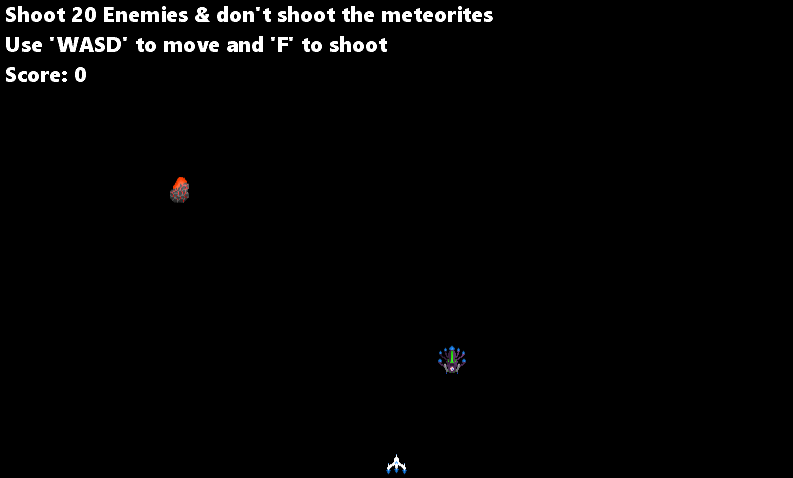 Shoot 20 Enemies & don't shoot the meteorites
Use 'WASD' to move and 'F' to shoot
Score: 0